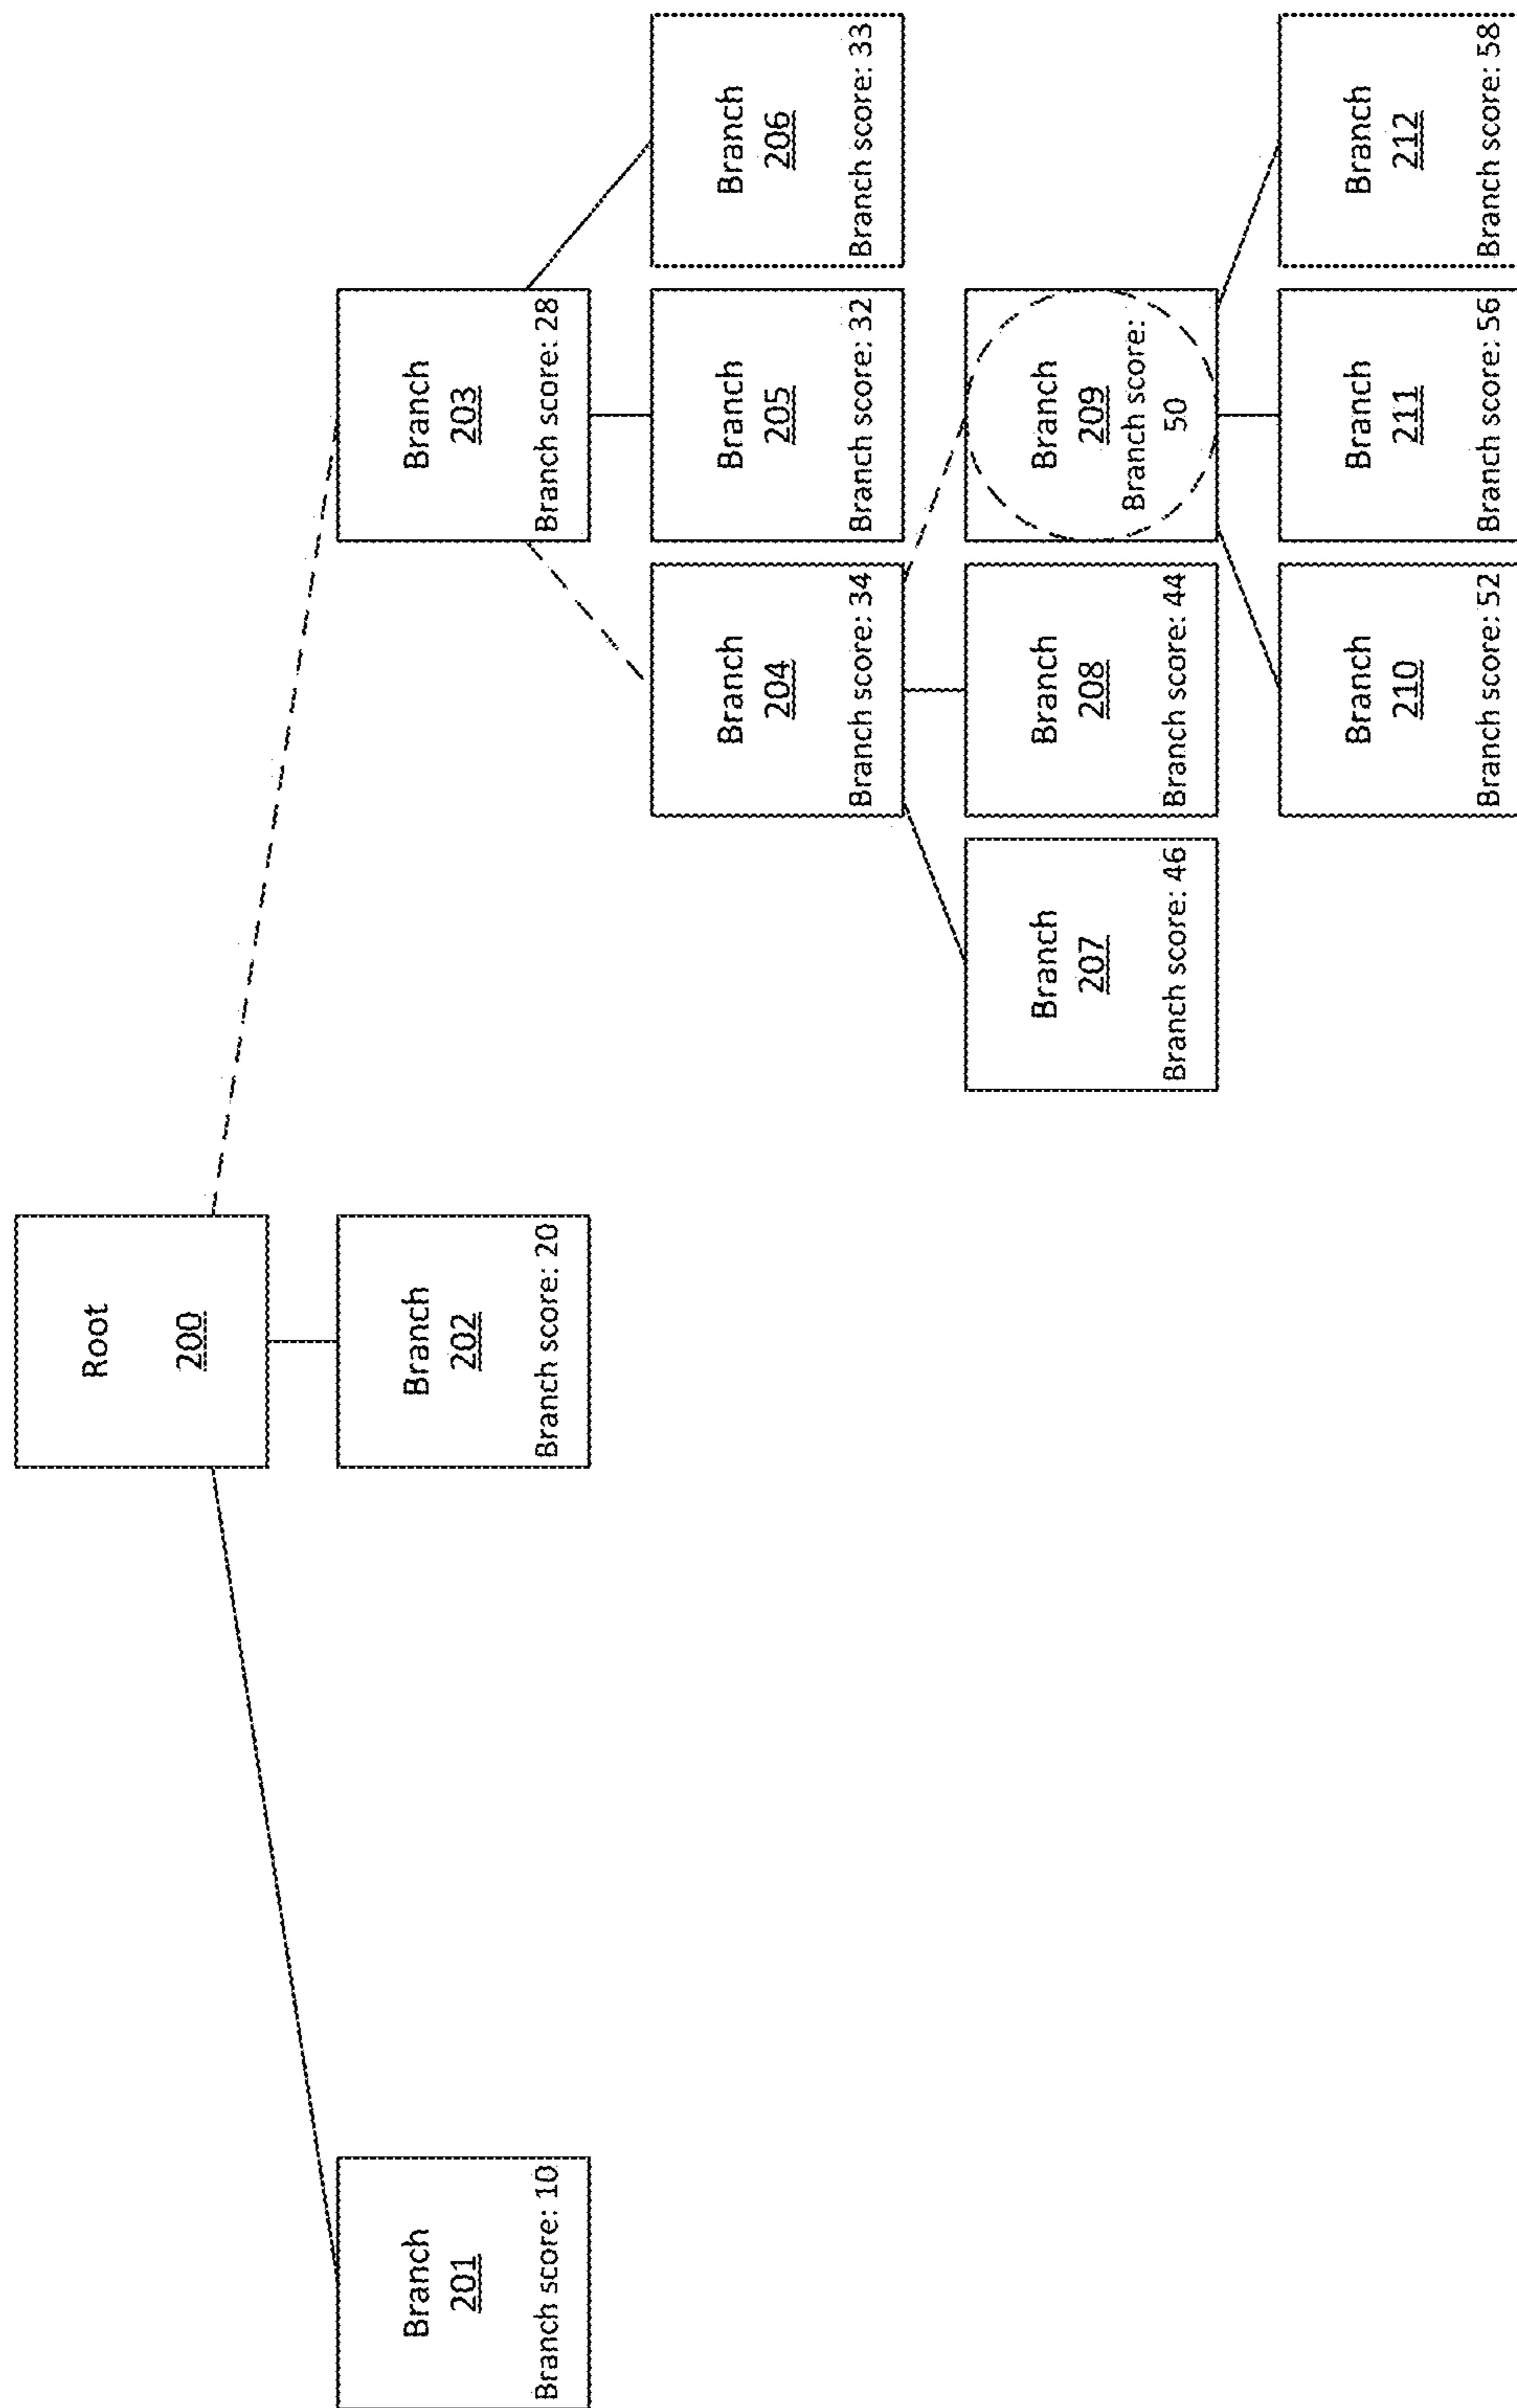 Root
200
Branch
201
Branch score: 10
Branch
202
Branch score: 20
Branch
203
Branch score: 28
Branch
204
Branch score: 34
Branch
205
Branch score: 32
Branch
206
Branch score: 33
Branch
207
Branch score: 46
Branch
208
Branch score: 44
Branch
209
Branch score:
50
Branch
210
Branch score: 52
Branch
211
Branch score: 56
Branch
212
Branch score: 58